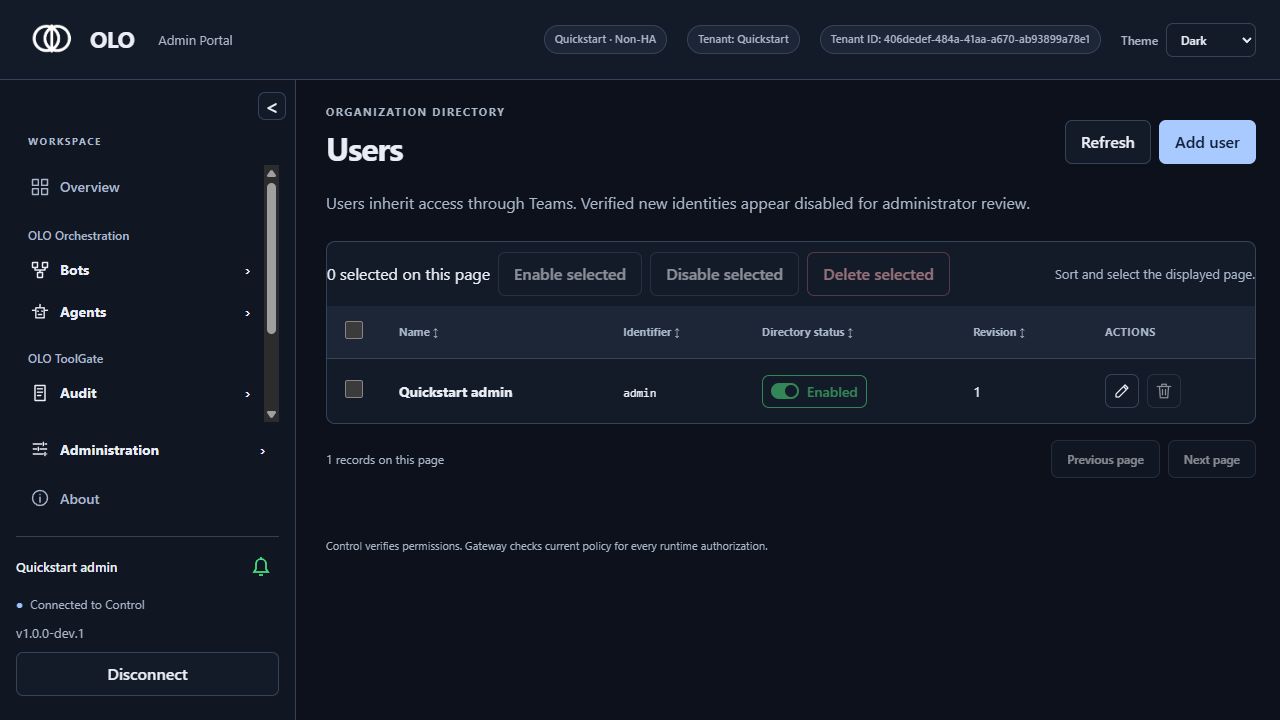 OLO Admin Portal
Quickstart · Non-HA
Tenant: Quickstart
Tenant ID: 406dedef-484a-41aa-a670-ab93899a78e1
Theme Dark
<
WORKSPACE
Overview
OLO Orchestration
Bots ›
Agents ›
OLO ToolGate
Audit ›
Administration ›
About
Quickstart admin
Connected to Control
v1.0.0-dev.1
Disconnect
ORGANIZATION DIRECTORY
Users
Refresh Add user
Users inherit access through Teams. Verified new identities appear disabled for administrator review.
0 selected on this page Enable selected Disable selected Delete selected Sort and select the displayed page.
Name ↕ Identifier ↕ Directory status ↕ Revision ↕ ACTIONS
Quickstart admin admin Enabled 1
1 records on this page Previous page Next page
Control verifies permissions. Gateway checks current policy for every runtime authorization.